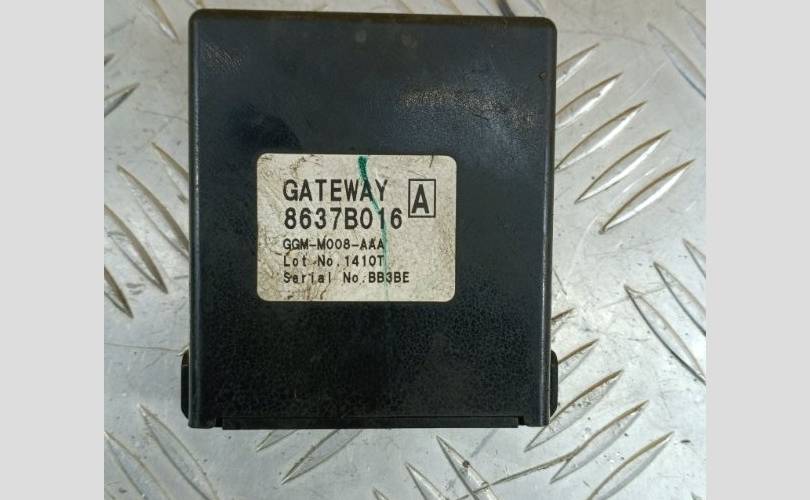 GATEWAY A
8637B016
GGM-M008-AAA
Lot No.1410T
Serial No.BB3BE